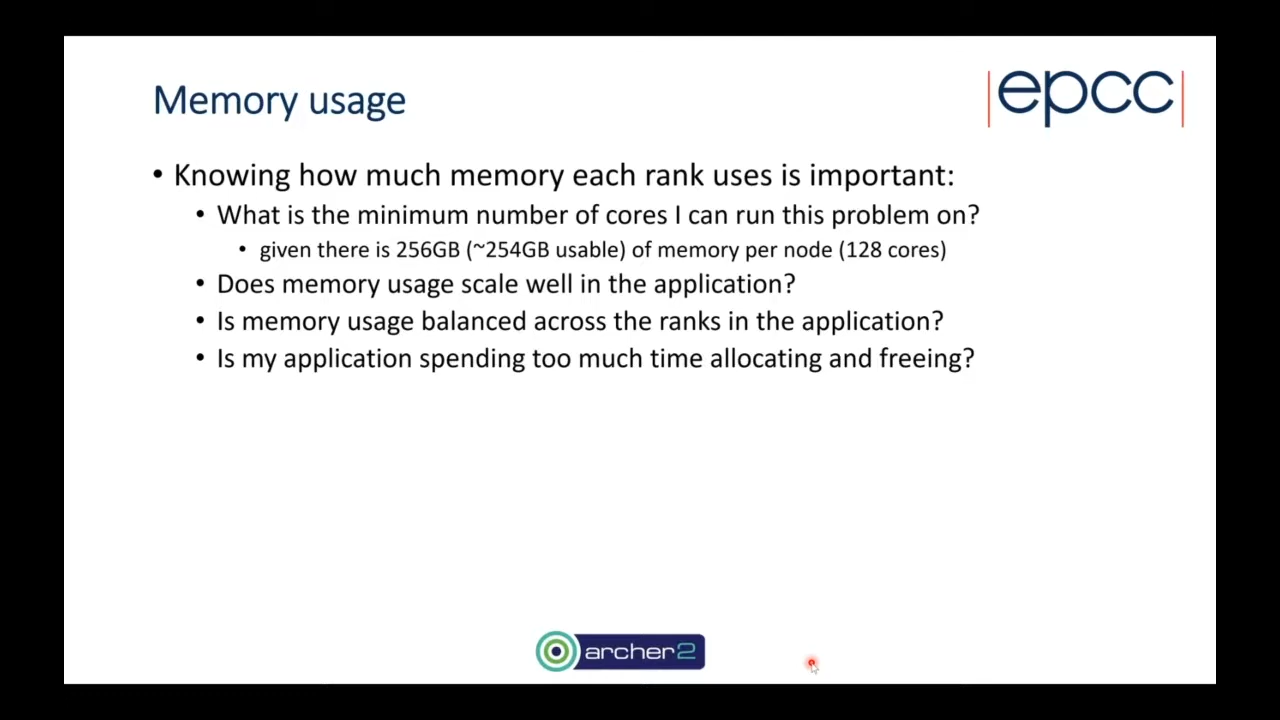 Memory usage
epcc
• Knowing how much memory each rank uses is important:
• What is the minimum number of cores I can run this problem on?
• given there is 256GB (~254GB usable) of memory per node (128 cores)
• Does memory usage scale well in the application?
• Is memory usage balanced across the ranks in the application?
• Is my application spending too much time allocating and freeing?
archer2